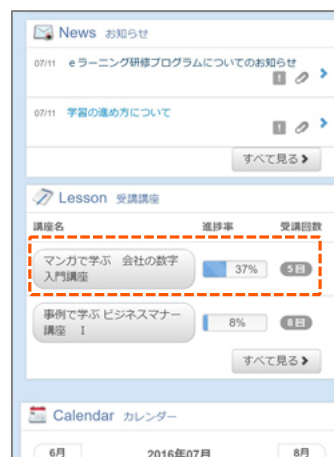 News お知らせ
07/11 eラーニング研修プログラムについてのお知らせ
07/11 学習の進め方について
すべて見る
Lesson 受講講座
講座名 進捗率 受講回数
マンガで学ぶ 会社の数字
入門講座
37% 5回
事例で学ぶ ビジネスマナー
講座 Ⅰ
8% 8回
すべて見る
Calendar カレンダー
6月 2016年07月 8月